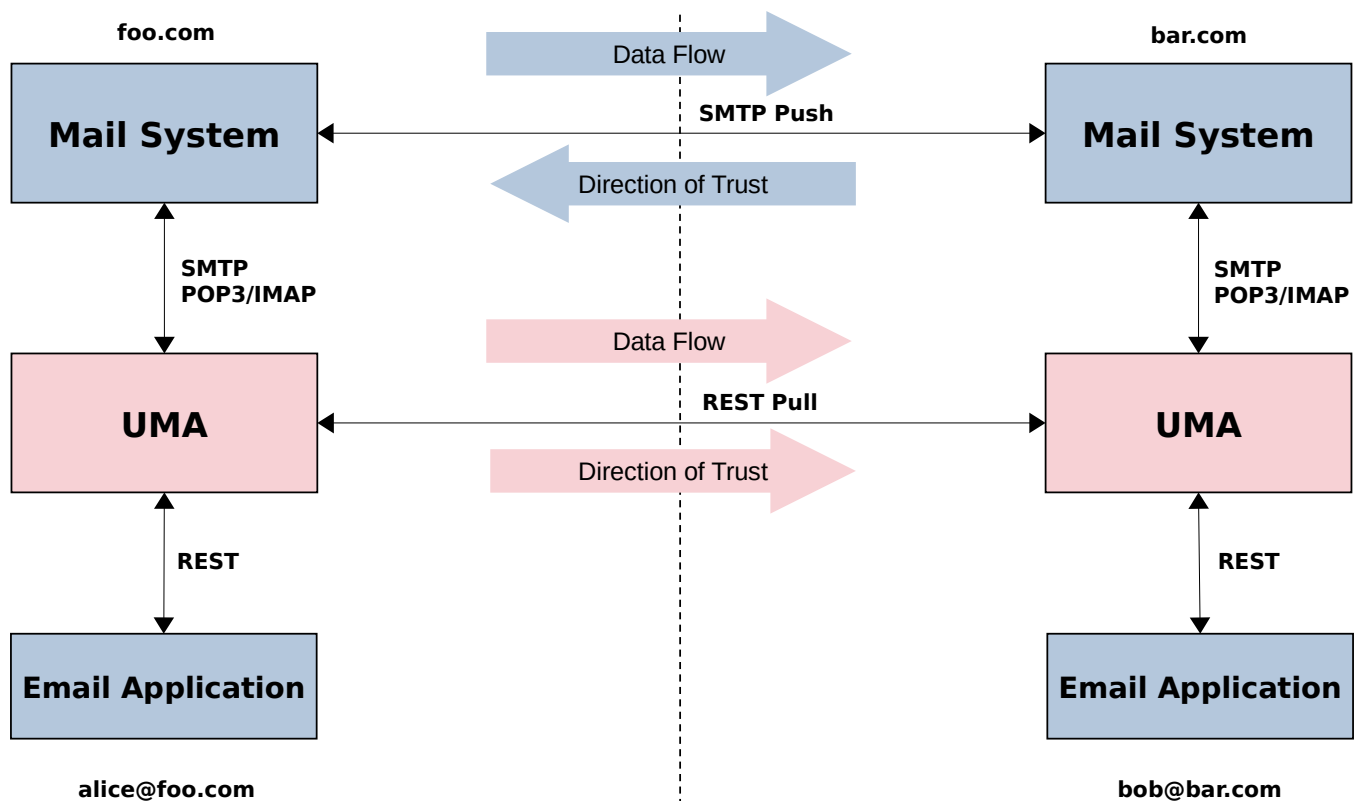 foo.com
bar.com
Data Flow
SMTP Push
Mail System
Mail System
Direction of Trust
SMTP
POP3/IMAP
SMTP
POP3/IMAP
Data Flow
REST Pull
UMA
UMA
Direction of Trust
REST
REST
Email Application
Email Application
alice@foo.com
bob@bar.com